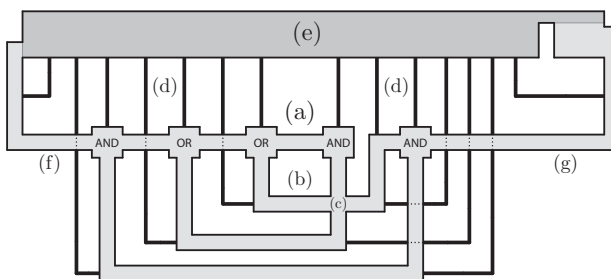 (e)
(d) (d)
(a)
AND OR OR AND AND
(f) (g)
(b)
(c)